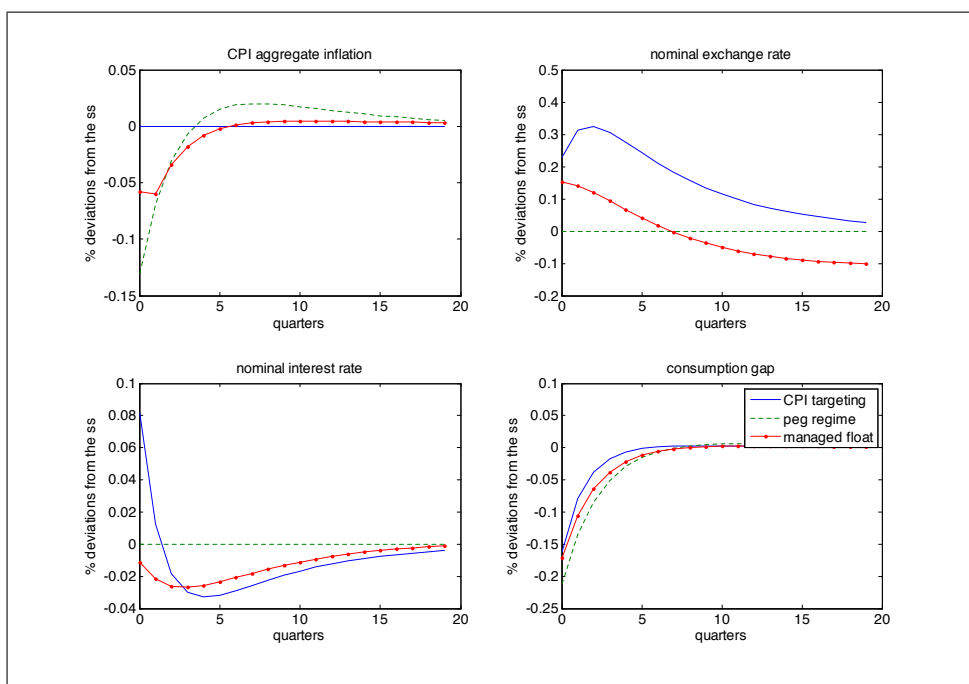 CPI aggregate inflation
0.05
0
-0.05
-0.1
-0.15
% deviations from the ss
0 5 10 15 20
quarters
nominal exchange rate
0.5
0.4
0.3
0.2
0.1
0
-0.1
-0.2
% deviations from the ss
0 5 10 15 20
quarters
nominal interest rate
0.1
0.08
0.06
0.04
0.02
0
-0.02
-0.04
% deviations from the ss
0 5 10 15 20
quarters
consumption gap
0.1
0.05
0
-0.05
-0.1
-0.15
-0.2
-0.25
% deviations from the ss
0 5 10 15 20
quarters
CPI targeting
peg regime
managed float